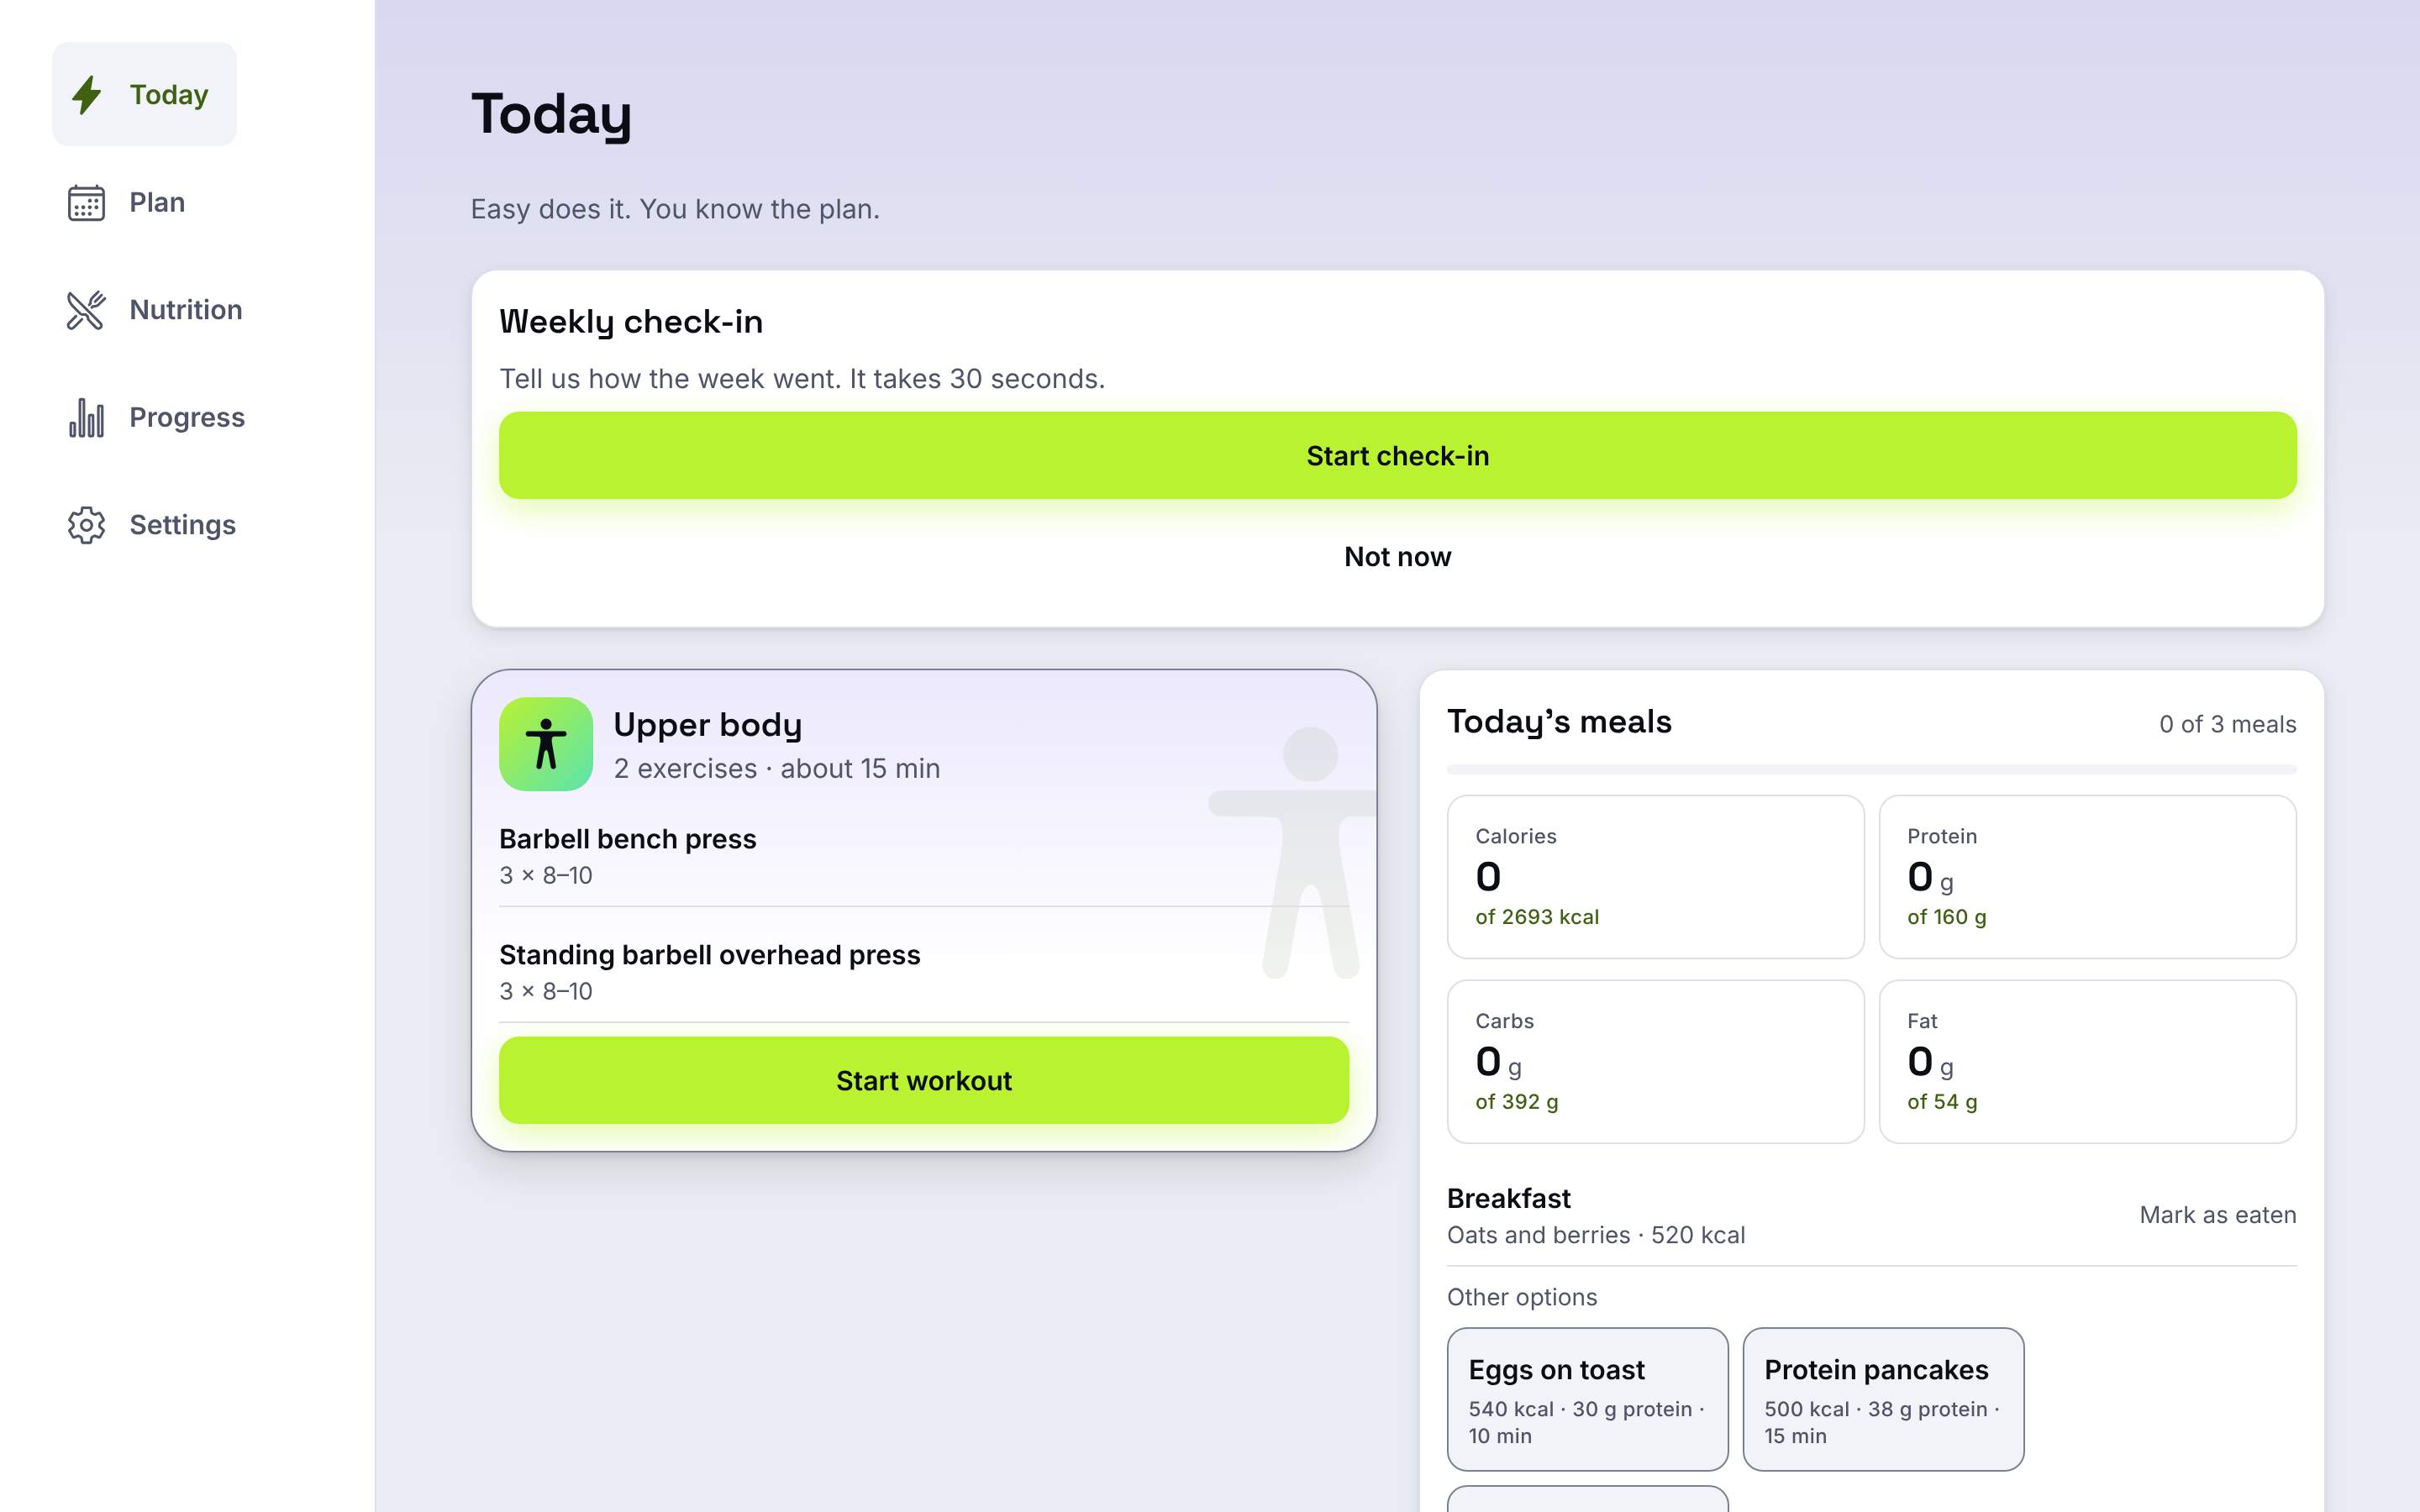 Today
Plan
Nutrition
Progress
Settings
Today
Easy does it. You know the plan.
Weekly check-in
Tell us how the week went. It takes 30 seconds.
Start check-in
Not now
Upper body
2 exercises · about 15 min
Barbell bench press
3 × 8–10
Standing barbell overhead press
3 × 8–10
Start workout
Today’s meals
0 of 3 meals
Calories
0
of 2693 kcal
Protein
0 g
of 160 g
Carbs
0 g
of 392 g
Fat
0 g
of 54 g
Breakfast
Oats and berries · 520 kcal
Mark as eaten
Other options
Eggs on toast
540 kcal · 30 g protein ·
10 min
Protein pancakes
500 kcal · 38 g protein ·
15 min